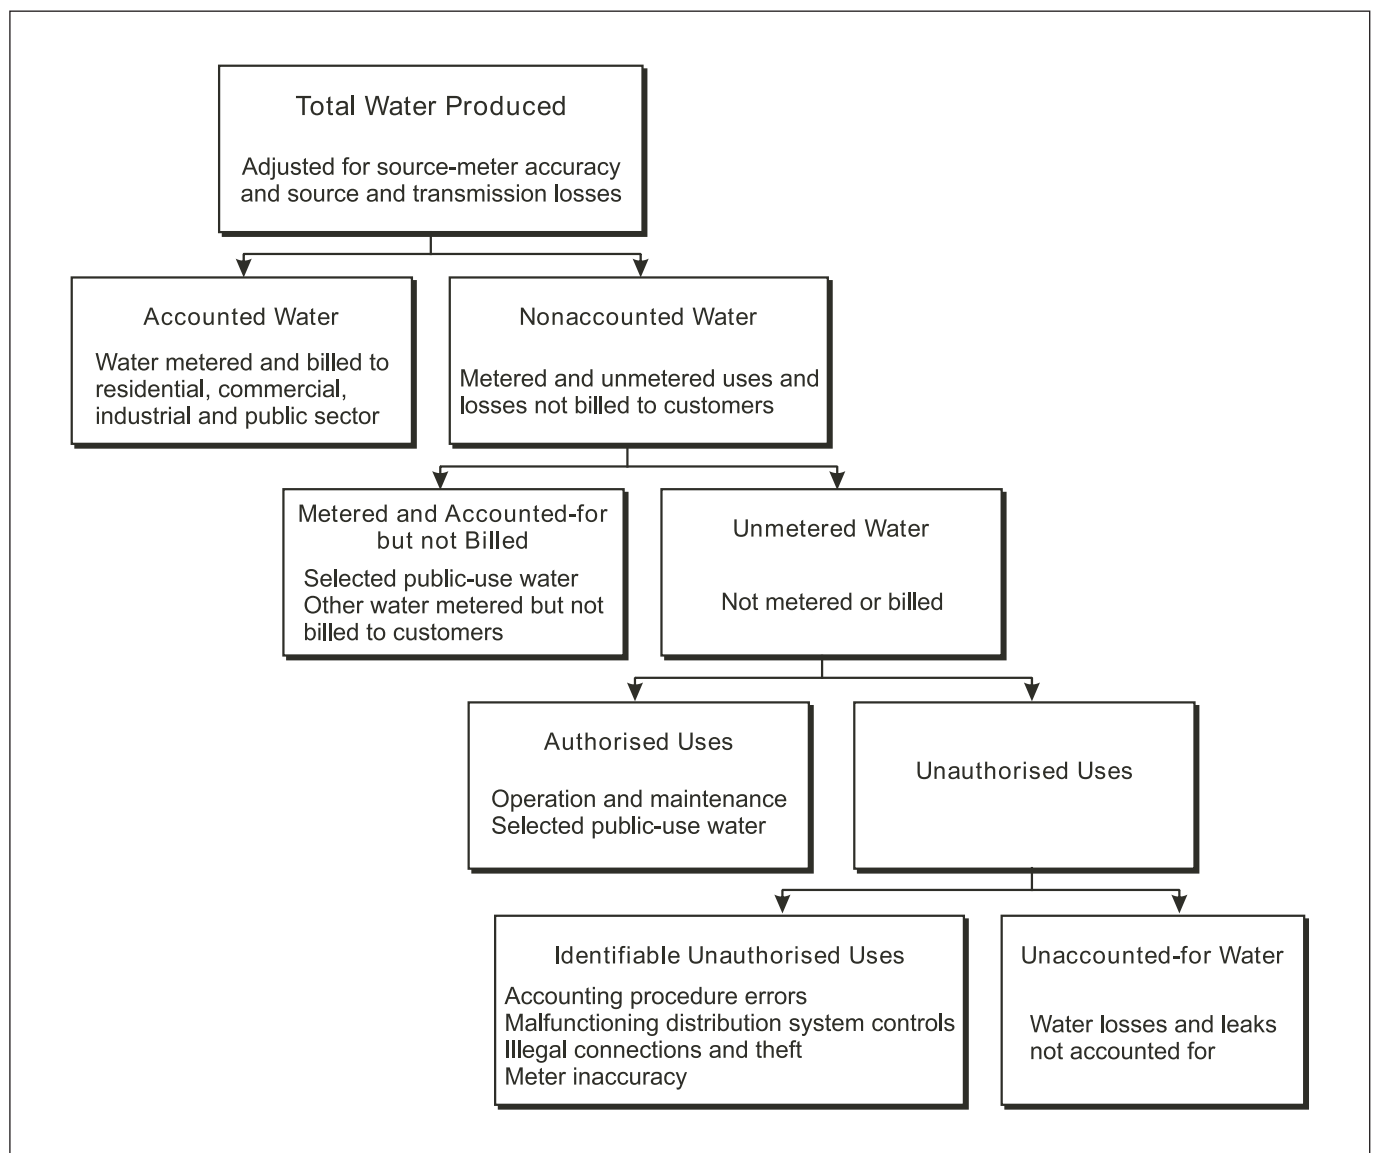 Total Water Produced
Adjusted for source-meter accuracy
and source and transmission losses
Accounted Water
Water metered and billed to
residential, commercial,
industrial and public sector
Nonaccounted Water
Metered and unmetered uses and
losses not billed to customers
Metered and Accounted-for
but not Billed
Selected public-use water
Other water metered but not
billed to customers
Unmetered Water
Not metered or billed
Authorised Uses
Operation and maintenance
Selected public-use water
Unauthorised Uses
Identifiable Unauthorised Uses
Accounting procedure errors
Malfunctioning distribution system controls
Illegal connections and theft
Meter inaccuracy
Unaccounted-for Water
Water losses and leaks
not accounted for